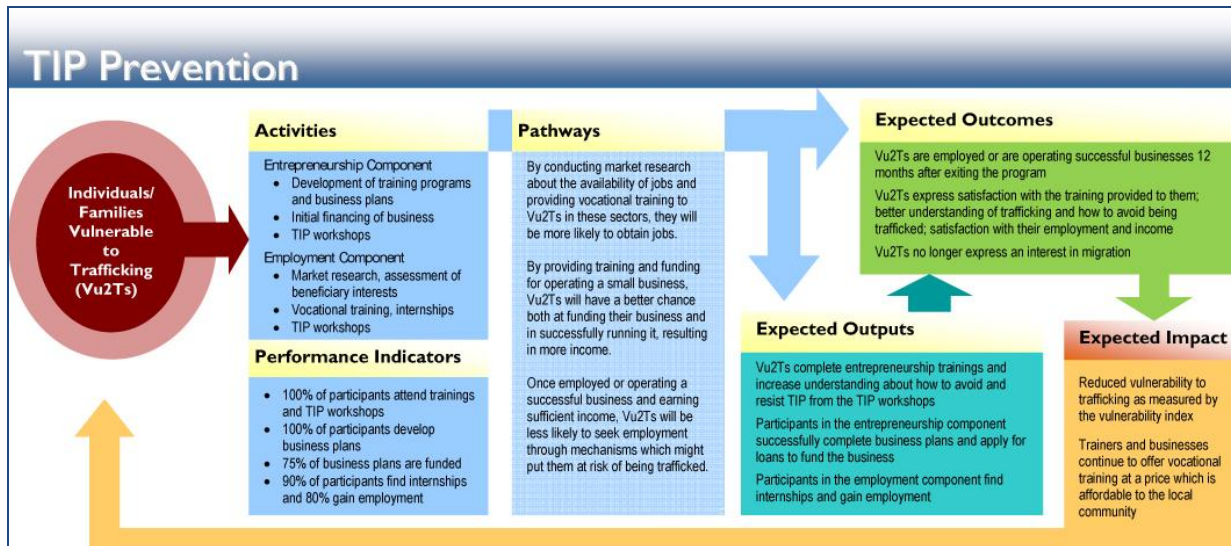 TIP Prevention
Individuals/
Families
Vulnerable
to
Trafficking
(Vu2Ts)
Activities
Entrepreneurship Component
• Development of training programs
and business plans
• Initial financing of business
• TIP workshops
Employment Component
• Market research, assessment of
beneficiary interests
• Vocational training, internships
• TIP workshops
Performance Indicators
• 100% of participants attend trainings
and TIP workshops
• 100% of participants develop
business plans
• 75% of business plans are funded
• 90% of participants find internships
and 80% gain employment
Pathways
By conducting market research
about the availability of jobs and
providing vocational training to
Vu2Ts in these sectors, they will
be more likely to obtain jobs.
By providing training and funding
for operating a small business,
Vu2Ts will have a better chance
both at funding their business and
in successfully running it, resulting
in more income.
Once employed or operating a
successful business and earning
sufficient income, Vu2Ts will be
less likely to seek employment
through mechanisms which might
put them at risk of being trafficked.
Expected Outcomes
Vu2Ts are employed or are operating successful businesses 12
months after exiting the program
Vu2Ts express satisfaction with the training provided to them;
better understanding of trafficking and how to avoid being
trafficked; satisfaction with their employment and income
Vu2Ts no longer express an interest in migration
Expected Outputs
Vu2Ts complete entrepreneurship trainings and
increase understanding about how to avoid and
resist TIP from the TIP workshops
Participants in the entrepreneurship component
successfully complete business plans and apply for
loans to fund the business
Participants in the employment component find
internships and gain employment
Expected Impact
Reduced vulnerability to
trafficking as measured by
the vulnerability index
Trainers and businesses
continue to offer vocational
training at a price which is
affordable to the local
community